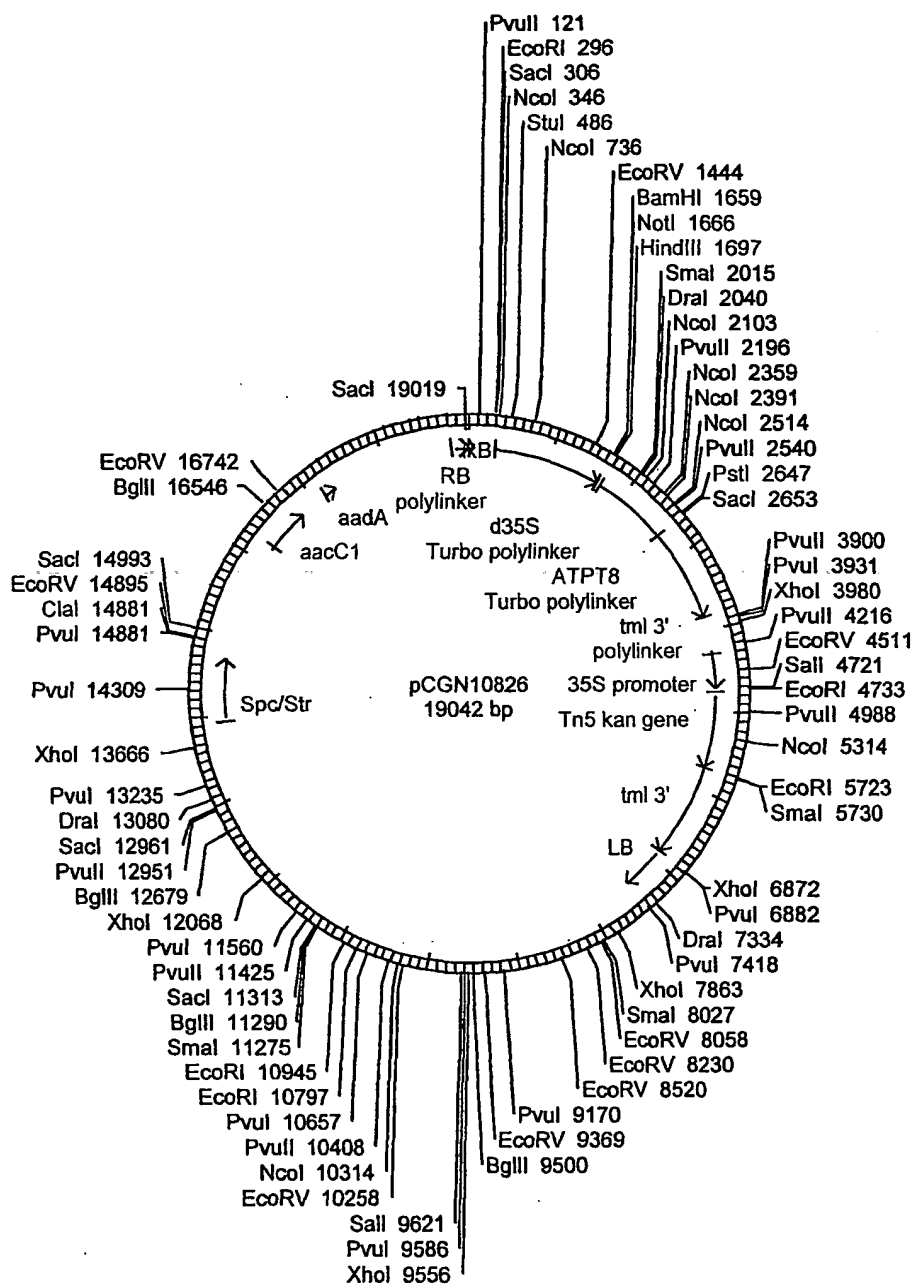 PvuII 121
EcoRI 296
SacI 306
NcoI 346
StuI 486
NcoI 736
EcoRV 1444
BamHI 1659
NotI 1666
HindIII 1697
SmaI 2015
DraI 2040
NcoI 2103
PvuII 2196
NcoI 2359
NcoI 2391
NcoI 2514
PvuII 2540
PstI 2647
SacI 2653
PvuII 3900
PvuI 3931
XhoI 3980
PvuII 4216
EcoRV 4511
SalI 4721
EcoRI 4733
PvuII 4988
NcoI 5314
EcoRI 5723
SmaI 5730
XhoI 6872
PvuI 6882
DraI 7334
PvuI 7418
XhoI 7863
SmaI 8027
EcoRV 8058
EcoRV 8230
EcoRV 8520
PvuI 9170
EcoRV 9369
BglII 9500
XhoI 9556
PvuI 9586
SalI 9621
EcoRV 10258
NcoI 10314
PvuII 10408
PvuI 10657
EcoRI 10797
EcoRI 10945
SmaI 11275
BglII 11290
SacI 11313
PvuII 11425
PvuI 11560
XhoI 12068
BglII 12679
PvuII 12951
SacI 12961
DraI 13080
PvuI 13235
XhoI 13666
PvuI 14309
PvuI 14881
ClaI 14881
EcoRV 14895
SacI 14993
BglII 16546
EcoRV 16742
SacI 19019
RB
RB
polylinker
d35S
Turbo polylinker
ATPT8
Turbo polylinker
tml 3'
polylinker
35S promoter
Tn5 kan gene
tml 3'
LB
Spc/Str
aacC1
aadA
pCGN10826
19042 bp